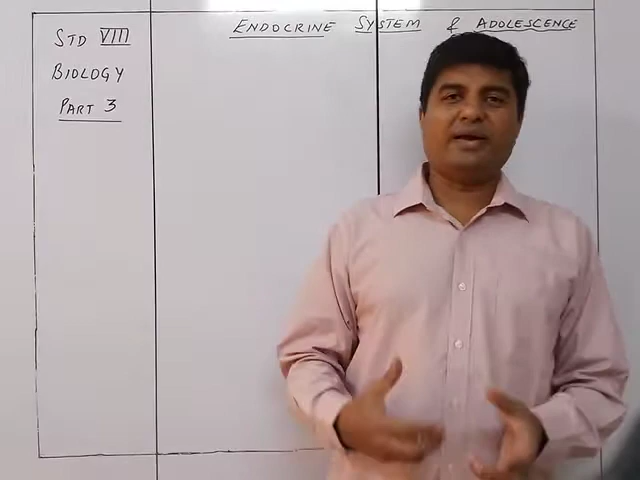 STD VIII
BIOLOGY
PART 3
ENDOCRINE SYSTEM & ADOLESCENCE